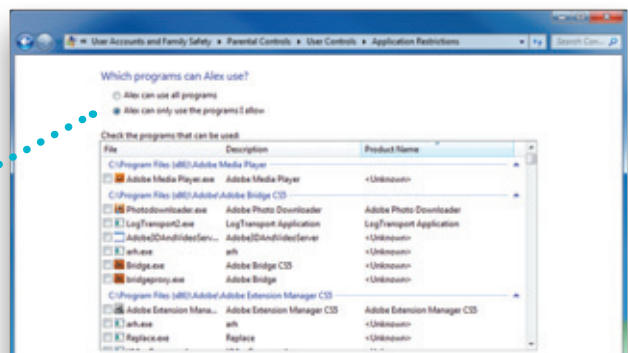 « User Accounts and Family Safety ▸ Parental Controls ▸ User Controls ▸ Application Restrictions Search Con...
Which programs can Alex use?
Alex can use all programs
Alex can only use the programs I allow
Check the programs that can be used:
File Description Product Name
C:\Program Files (x86)\Adobe Media Player
Adobe Media Player.exe Adobe Media Player <Unknown>
C:\Program Files (x86)\Adobe\Adobe Bridge CS5
Photodownloader.exe Adobe Photo Downloader Adobe Photo Downloader
LogTransport2.exe LogTransport Application LogTransport Application
Adobe3DAndVideoServ... Adobe3DAndVideoServer <Unknown>
arh.exe arh <Unknown>
Bridge.exe Adobe Bridge CS5 <Unknown>
bridgeproxy.exe Adobe Bridge <Unknown>
C:\Program Files (x86)\Adobe\Adobe Extension Manager CS5
Adobe Extension Mana... Adobe Extension Manager CS5 Adobe Extension Manager CS5
arh.exe arh <Unknown>
Replace.exe Replace <Unknown>